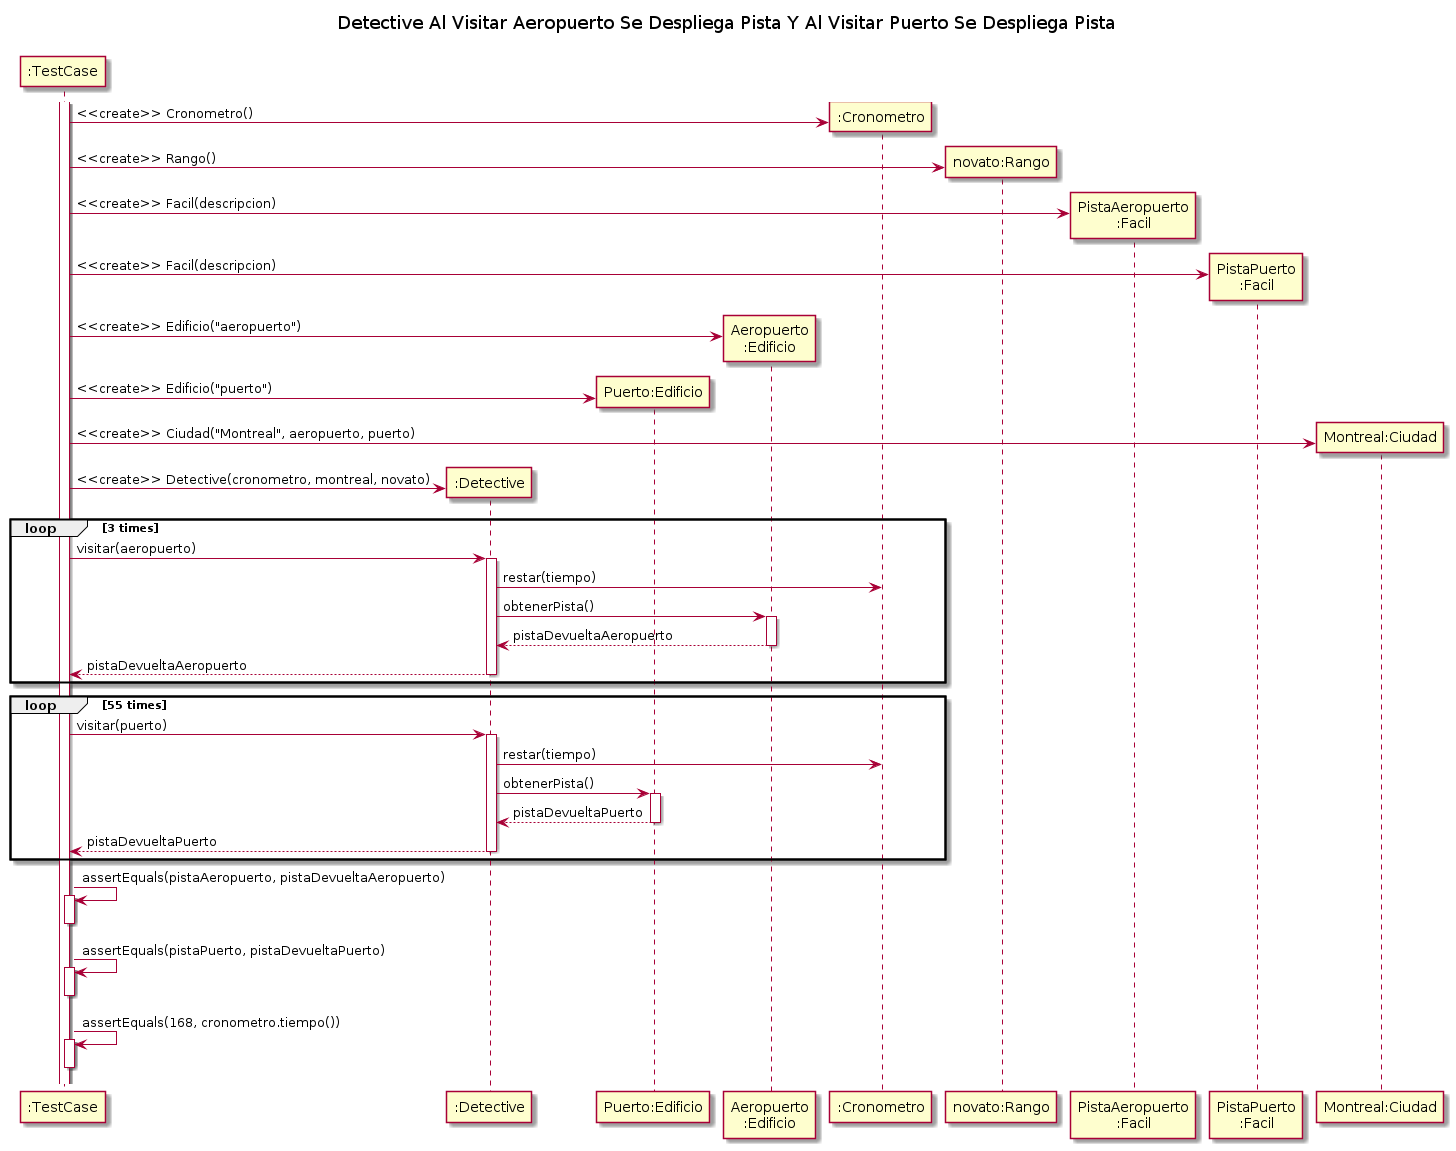 Detective Al Visitar Aeropuerto Se Despliega Pista Y Al Visitar Puerto Se Despliega Pista
:TestCase
<<create>> Cronometro()
:Cronometro
<<create>> Rango()
novato:Rango
<<create>> Facil(descripcion)
PistaAeropuerto
:Facil
<<create>> Facil(descripcion)
PistaPuerto
:Facil
<<create>> Edificio("aeropuerto")
Aeropuerto
:Edificio
<<create>> Edificio("puerto")
Puerto:Edificio
<<create>> Ciudad("Montreal", aeropuerto, puerto)
Montreal:Ciudad
<<create>> Detective(cronometro, montreal, novato)
:Detective
loop [3 times]
visitar(aeropuerto)
restar(tiempo)
obtenerPista()
pistaDevueltaAeropuerto
pistaDevueltaAeropuerto
loop [55 times]
visitar(puerto)
restar(tiempo)
obtenerPista()
pistaDevueltaPuerto
pistaDevueltaPuerto
assertEquals(pistaAeropuerto, pistaDevueltaAeropuerto)
assertEquals(pistaPuerto, pistaDevueltaPuerto)
assertEquals(168, cronometro.tiempo())
:TestCase
:Detective
Puerto:Edificio
Aeropuerto
:Edificio
:Cronometro
novato:Rango
PistaAeropuerto
:Facil
PistaPuerto
:Facil
Montreal:Ciudad